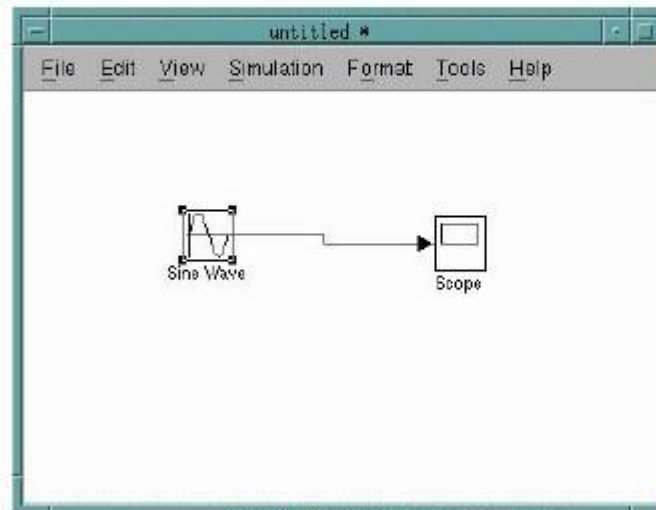 untitled *
File Edit View Simulation Format Tools Help
Sine Wave
Scope